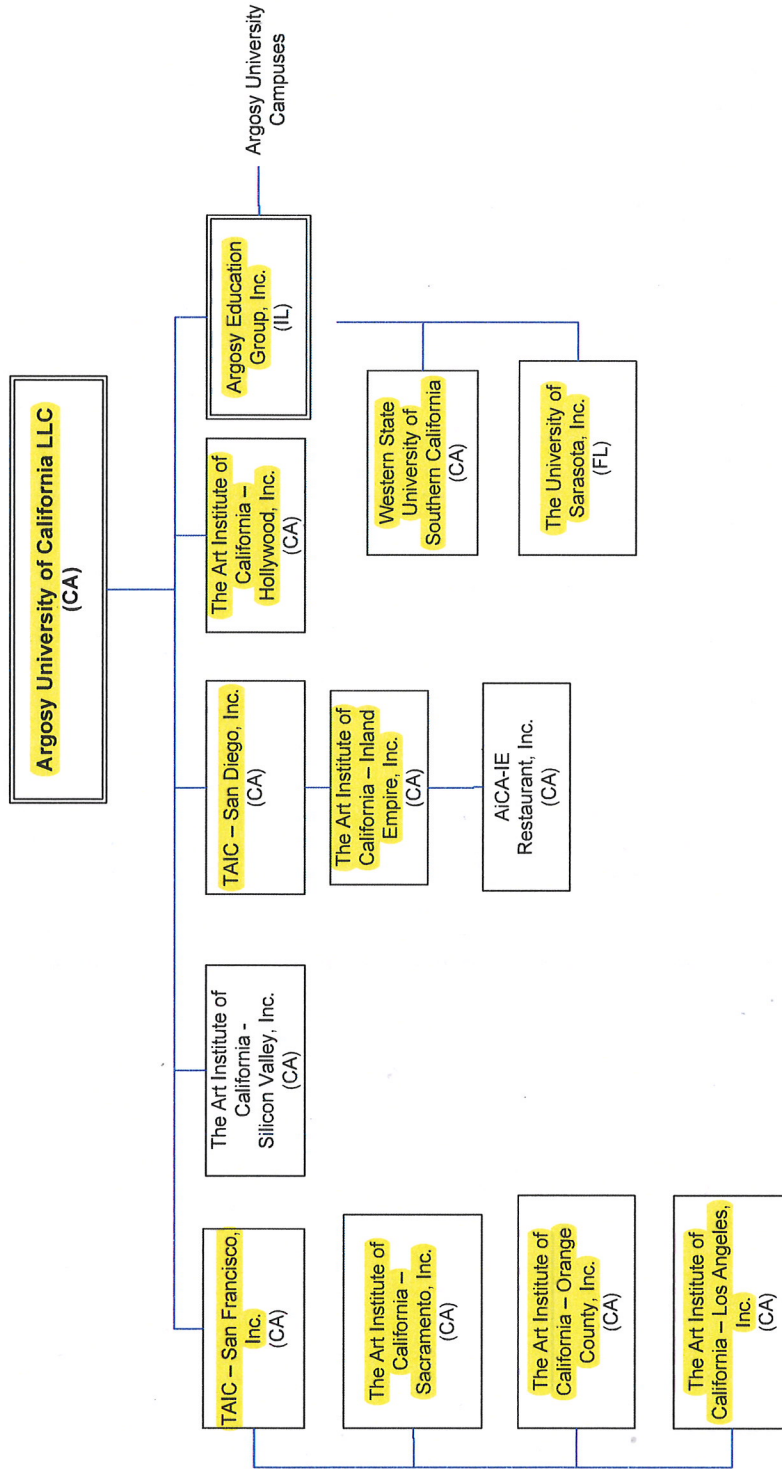 Argosy University of California LLC
(CA)
TAIC – San Francisco,
Inc.
(CA)
The Art Institute of
California -
Silicon Valley, Inc.
(CA)
TAIC – San Diego, Inc.
(CA)
The Art Institute of
California –
Hollywood, Inc.
(CA)
Argosy Education
Group, Inc.
(IL)
Argosy University
Campuses
The Art Institute of
California –
Sacramento, Inc.
(CA)
The Art Institute of
California – Inland
Empire, Inc.
(CA)
Western State
University of
Southern California
(CA)
The Art Institute of
California – Orange
County, Inc.
(CA)
AiCA-IE
Restaurant, Inc.
(CA)
The University of
Sarasota, Inc.
(FL)
The Art Institute of
California – Los Angeles,
Inc.
(CA)